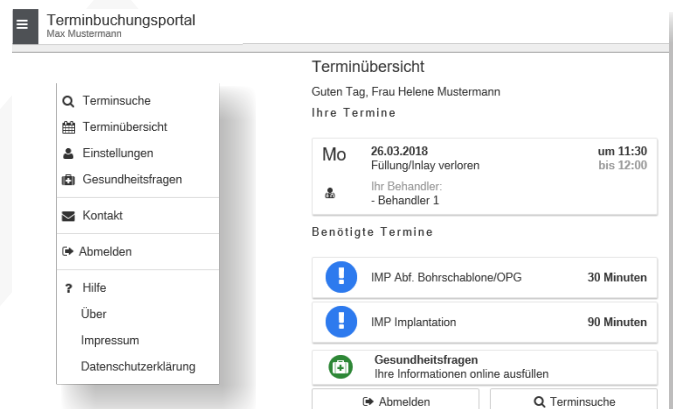 Terminbuchungsportal
Max Mustermann
Terminsuche
Terminübersicht
Einstellungen
Gesundheitsfragen
Kontakt
Abmelden
? Hilfe
Über
Impressum
Datenschutzerklärung
Terminübersicht
Guten Tag, Frau Helene Mustermann
Ihre Termine
Mo 26.03.2018 um 11:30
Füllung/Inlay verloren bis 12:00
Ihr Behandler:
- Behandler 1
Benötigte Termine
IMP Abf. Bohrschablone/OPG 30 Minuten
IMP Implantation 90 Minuten
Gesundheitsfragen
Ihre Informationen online ausfüllen
Abmelden Terminsuche